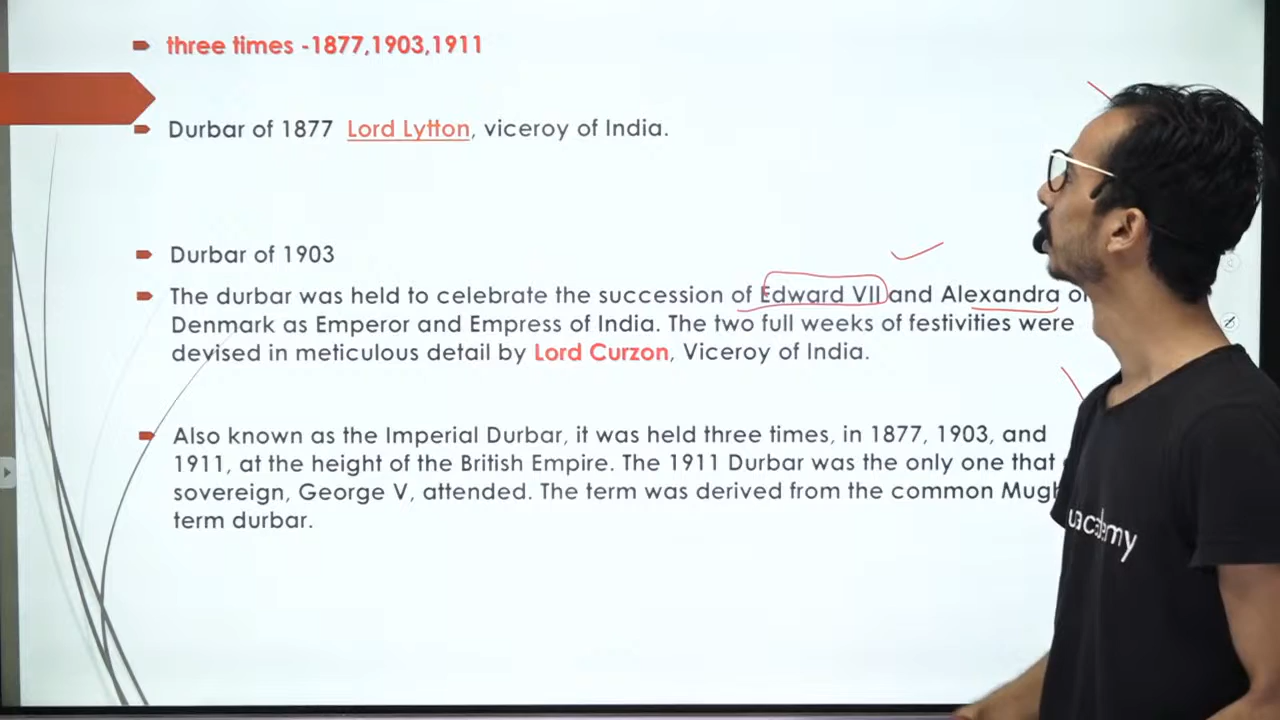 three times -1877,1903,1911
Durbar of 1877 Lord Lytton, viceroy of India.
Durbar of 1903
The durbar was held to celebrate the succession of Edward VII and Alexandra of
Denmark as Emperor and Empress of India. The two full weeks of festivities were
devised in meticulous detail by Lord Curzon, Viceroy of India.
Also known as the Imperial Durbar, it was held three times, in 1877, 1903, and
1911, at the height of the British Empire. The 1911 Durbar was the only one that
sovereign, George V, attended. The term was derived from the common
term durbar.
unacademy